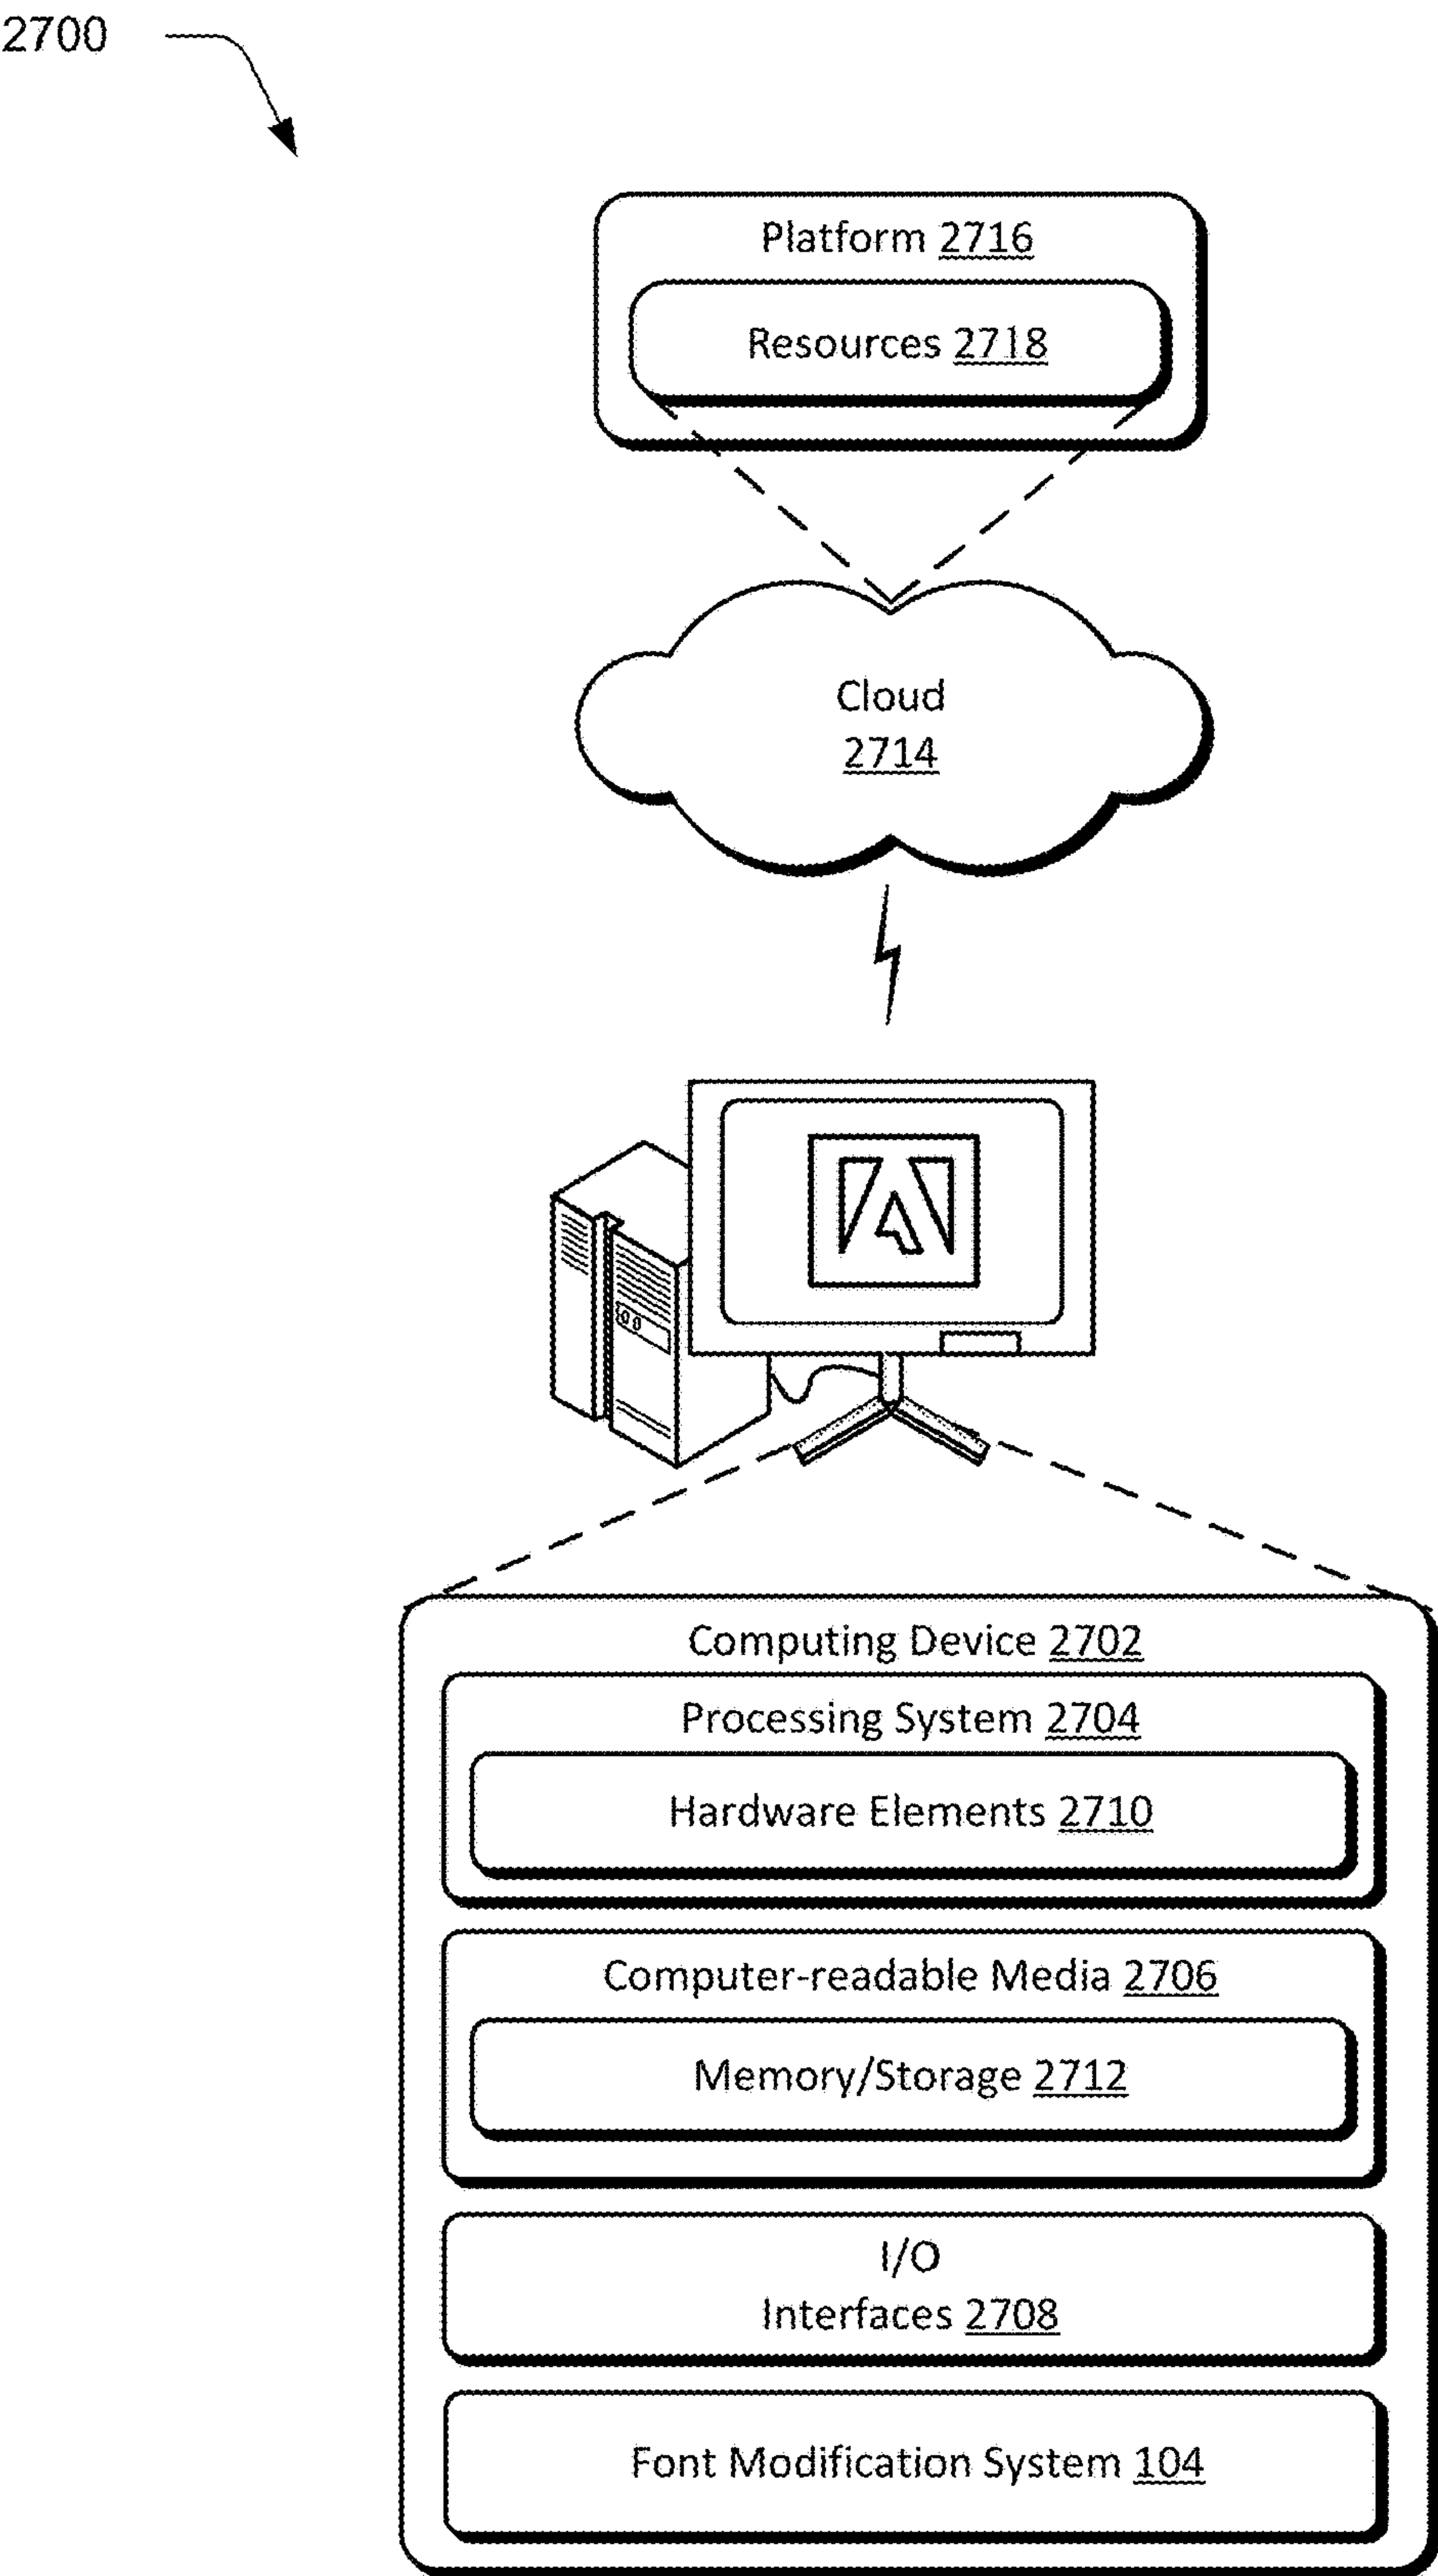 2700
Platform 2716
Resources 2718
Cloud
2714
Computing Device 2702
Processing System 2704
Hardware Elements 2710
Computer-readable Media 2706
Memory/Storage 2712
I/O
Interfaces 2708
Font Modification System 104